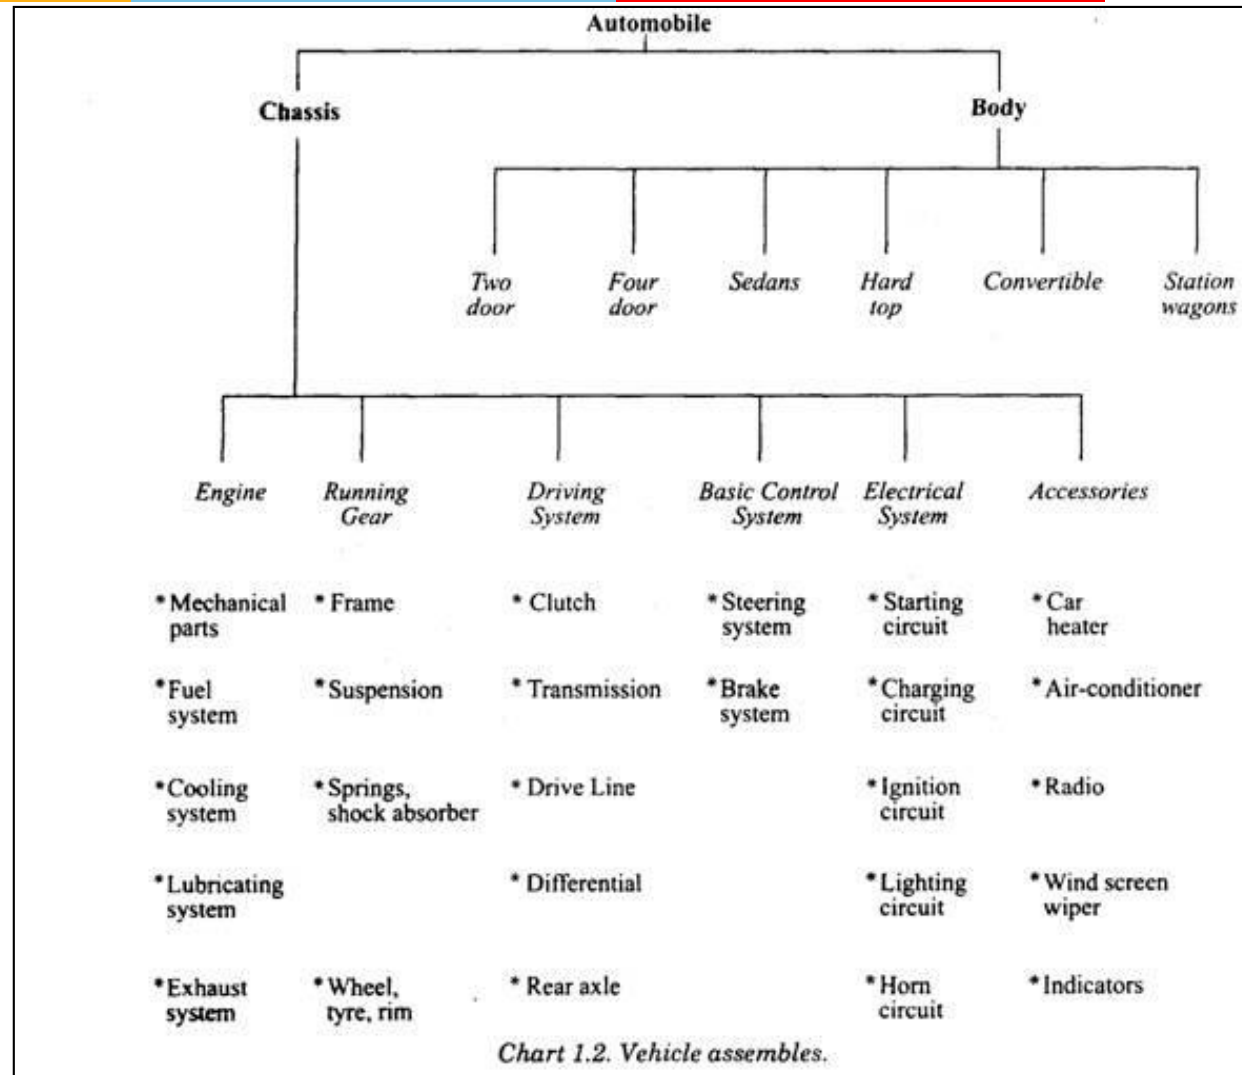 Automobile
Chassis
Body
Two
door
Four
door
Sedans
Hard
top
Convertible
Station
wagons
Engine
Running
Gear
Driving
System
Basic Control
System
Electrical
System
Accessories
* Mechanical
parts
* Frame
* Clutch
* Steering
system
* Starting
circuit
* Car
heater
* Fuel
system
* Suspension
* Transmission
* Brake
system
* Charging
circuit
* Air-conditioner
* Cooling
system
* Springs,
shock absorber
* Drive Line
* Ignition
circuit
* Radio
* Lubricating
system
* Differential
* Lighting
circuit
* Wind screen
wiper
* Exhaust
system
* Wheel,
tyre, rim
* Rear axle
* Horn
circuit
* Indicators
Chart 1.2. Vehicle assembles.